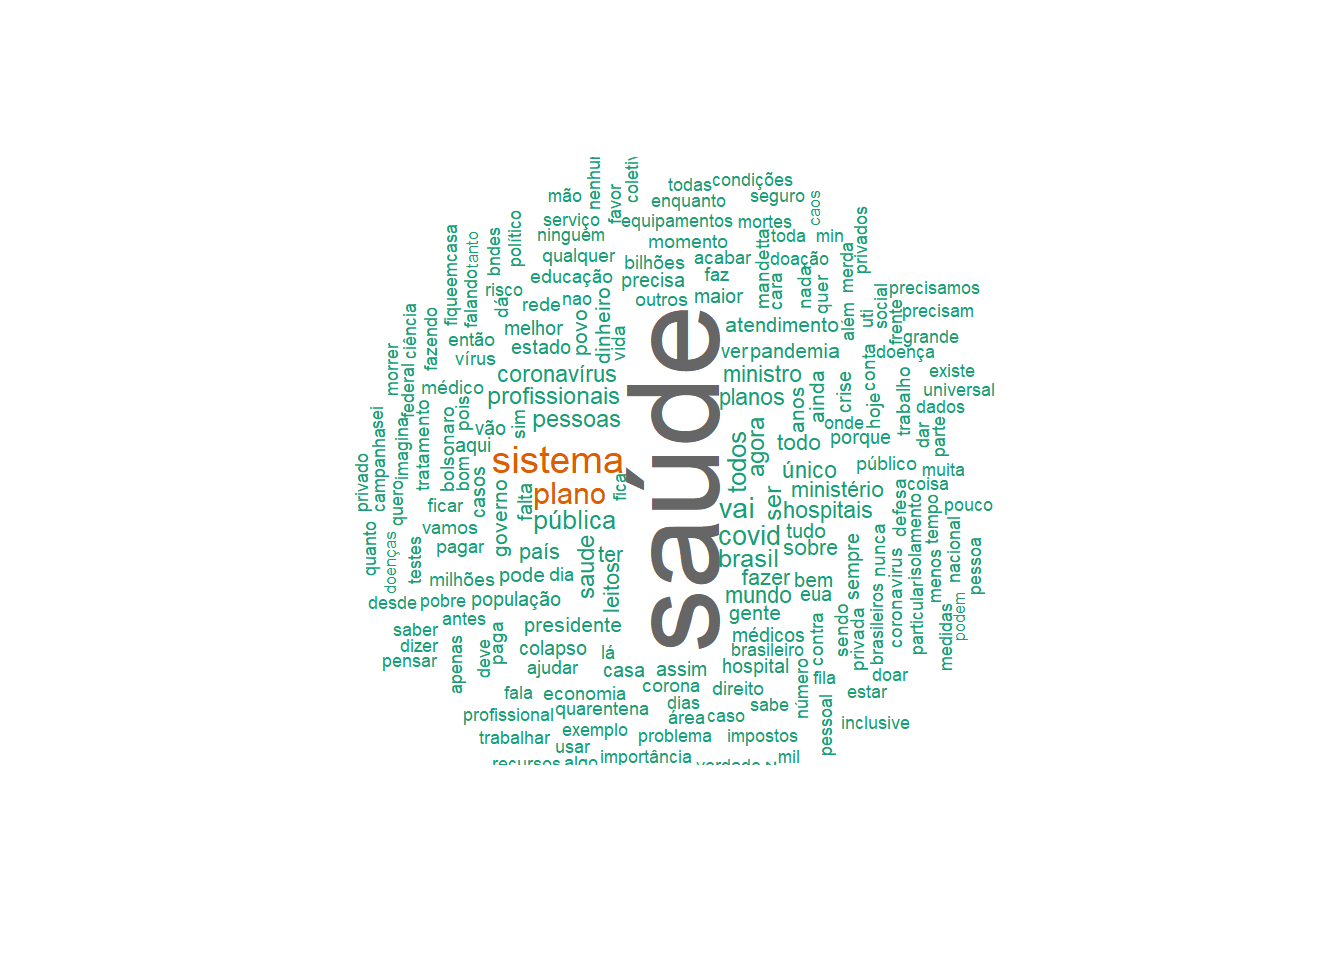 nenhum
coletiv
todas
condições
mão
favor
enquanto
seguro
caos
serviço
equipamentos
mortes
ninguém
político
momento
toda
min
privados
fiqueemcasa
tanto
bndes
qualquer
bilhões
acabar
mandetta
doação
merda
falando
educação
precisa
faz
cara
nada
quer
precisamos
risco
dá
rede
nao
dinheiro
outros
maior
além
uti
social
precisam
ciência
fazendo
então
melhor
povo
vida
atendimento
frente
grande
vírus
estado
ver
pandemia
doença
morrer
federal
médico
coronavírus
saúde
ministro
crise
conta
existe
universal
profissionais
planos
anos
ainda
hoje
trabalho
dados
sei
campanha
imagina
tratamento
bolsonaro
pois
vão
sim
pessoas
todos
agora
todo
onde
porque
dar
parte
privado
quero
aqui
bom
sistema
único
público
muita
coisa
casos
plano
fica
ser
ministério
defesa
pouco
ficar
governo
falta
pública
vai
hospitais
tempo
quanto
vamos
covid
tudo
nunca
isolamento
nacional
doenças
testes
pagar
país
saude
ter
brasil
sobre
sempre
menos
pessoa
milhões
pode
dia
leitos
fazer
bem
coronavirus
particular
desde
pobre
população
mundo
eua
brasileiros
podem
antes
presidente
gente
sendo
medidas
saber
paga
médicos
contra
privada
dizer
colapso
lá
brasileiro
pensar
apenas
deve
ajudar
casa
assim
hospital
fila
doar
fala
economia
corona
direito
número
estar
profissional
quarentena
dias
sabe
área
caso
pessoal
inclusive
trabalhar
exemplo
problema
impostos
usar
recursos
algo
importância
verdade
mil